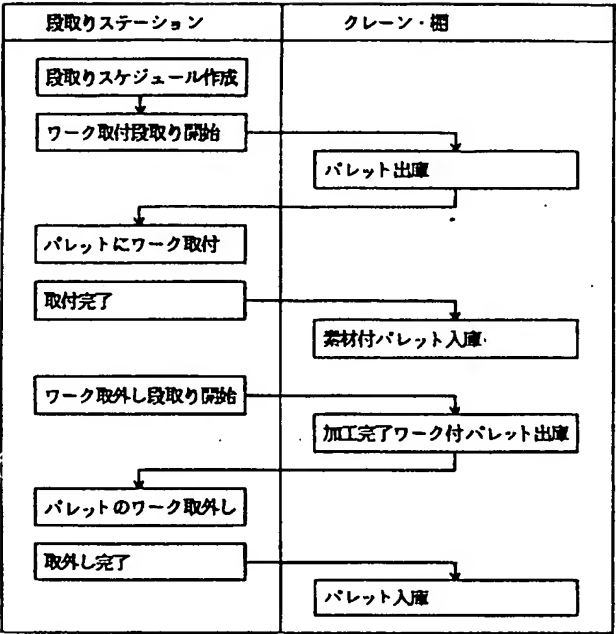 段取りステーション
クレーン・棚
段取りスケジュール作成
ワーク取付段取り開始
パレット出庫
パレットにワーク取付
取付完了
素材付パレット入庫
ワーク取外し段取り開始
加工完了ワーク付パレット出庫
パレットのワーク取外し
取外し完了
パレット入庫